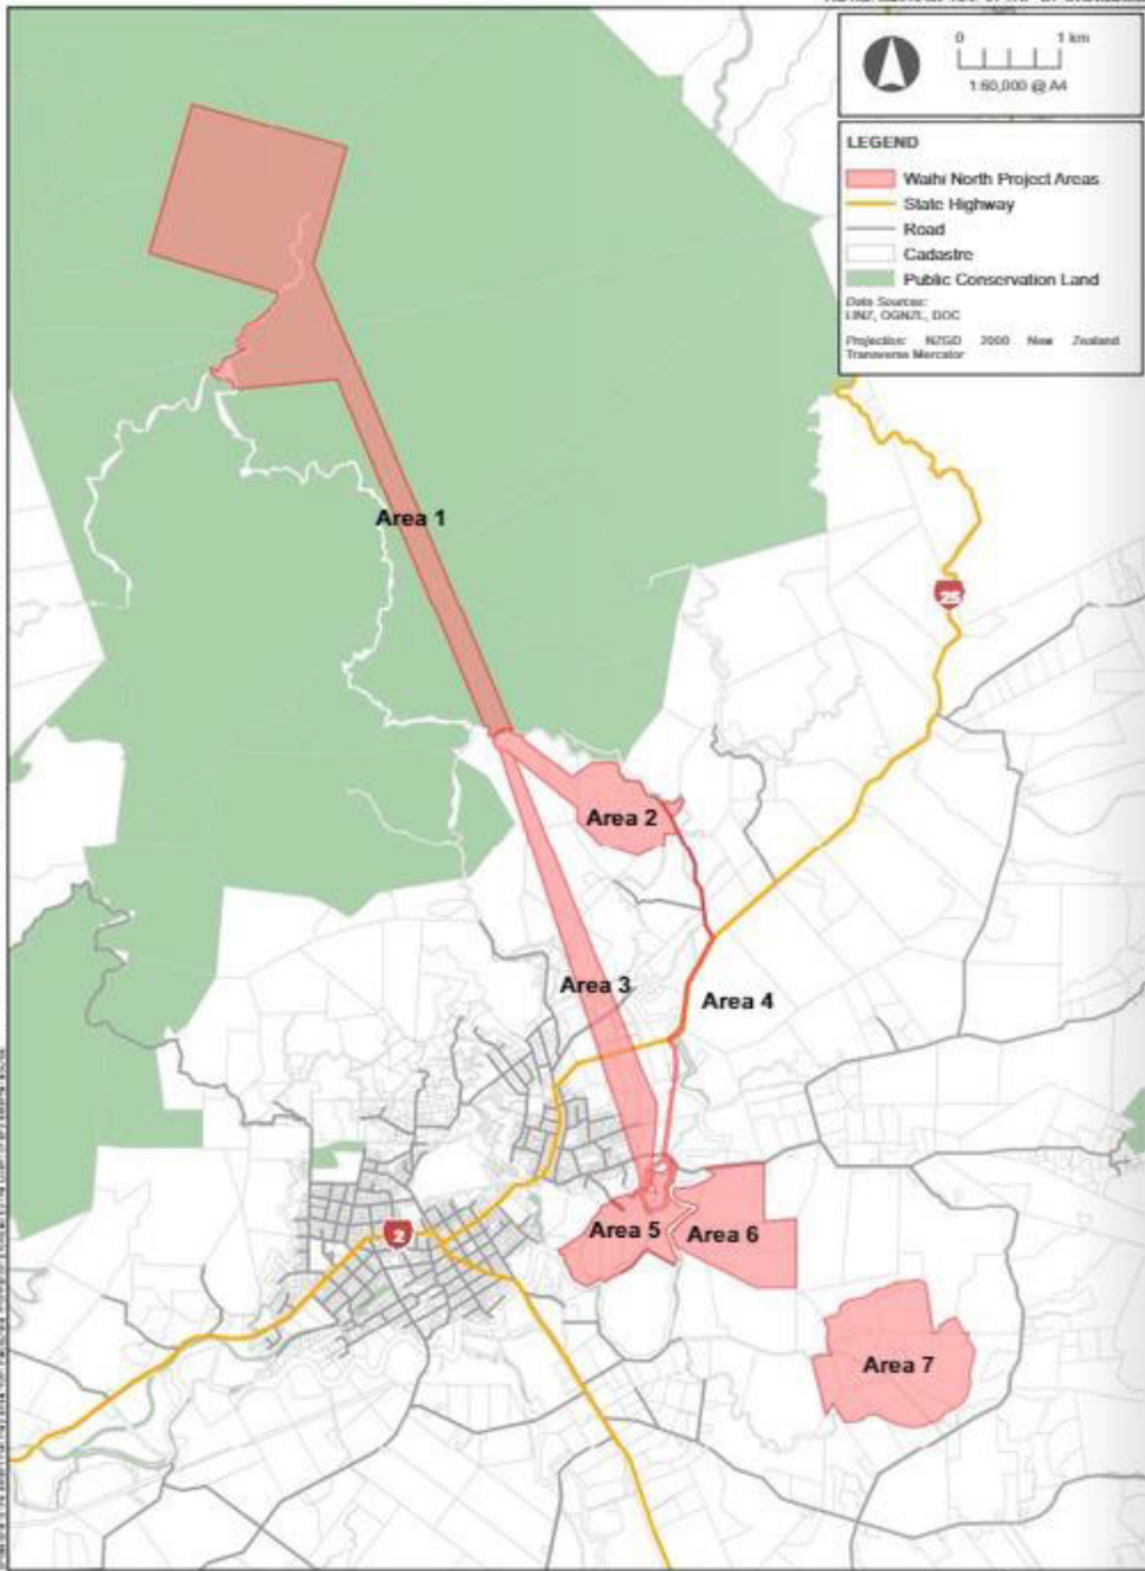 0 1 km
1:60,000 @ A4
LEGEND
Waihi North Project Areas
State Highway
Road
Cadastre
Public Conservation Land
Data Sources:
LINZ, OGNZL, DOC
Projection: NZGD 2000 New Zealand
Transverse Mercator
Area 1
25
Area 2
Area 3
Area 4
Area 5
Area 6
2
Area 7